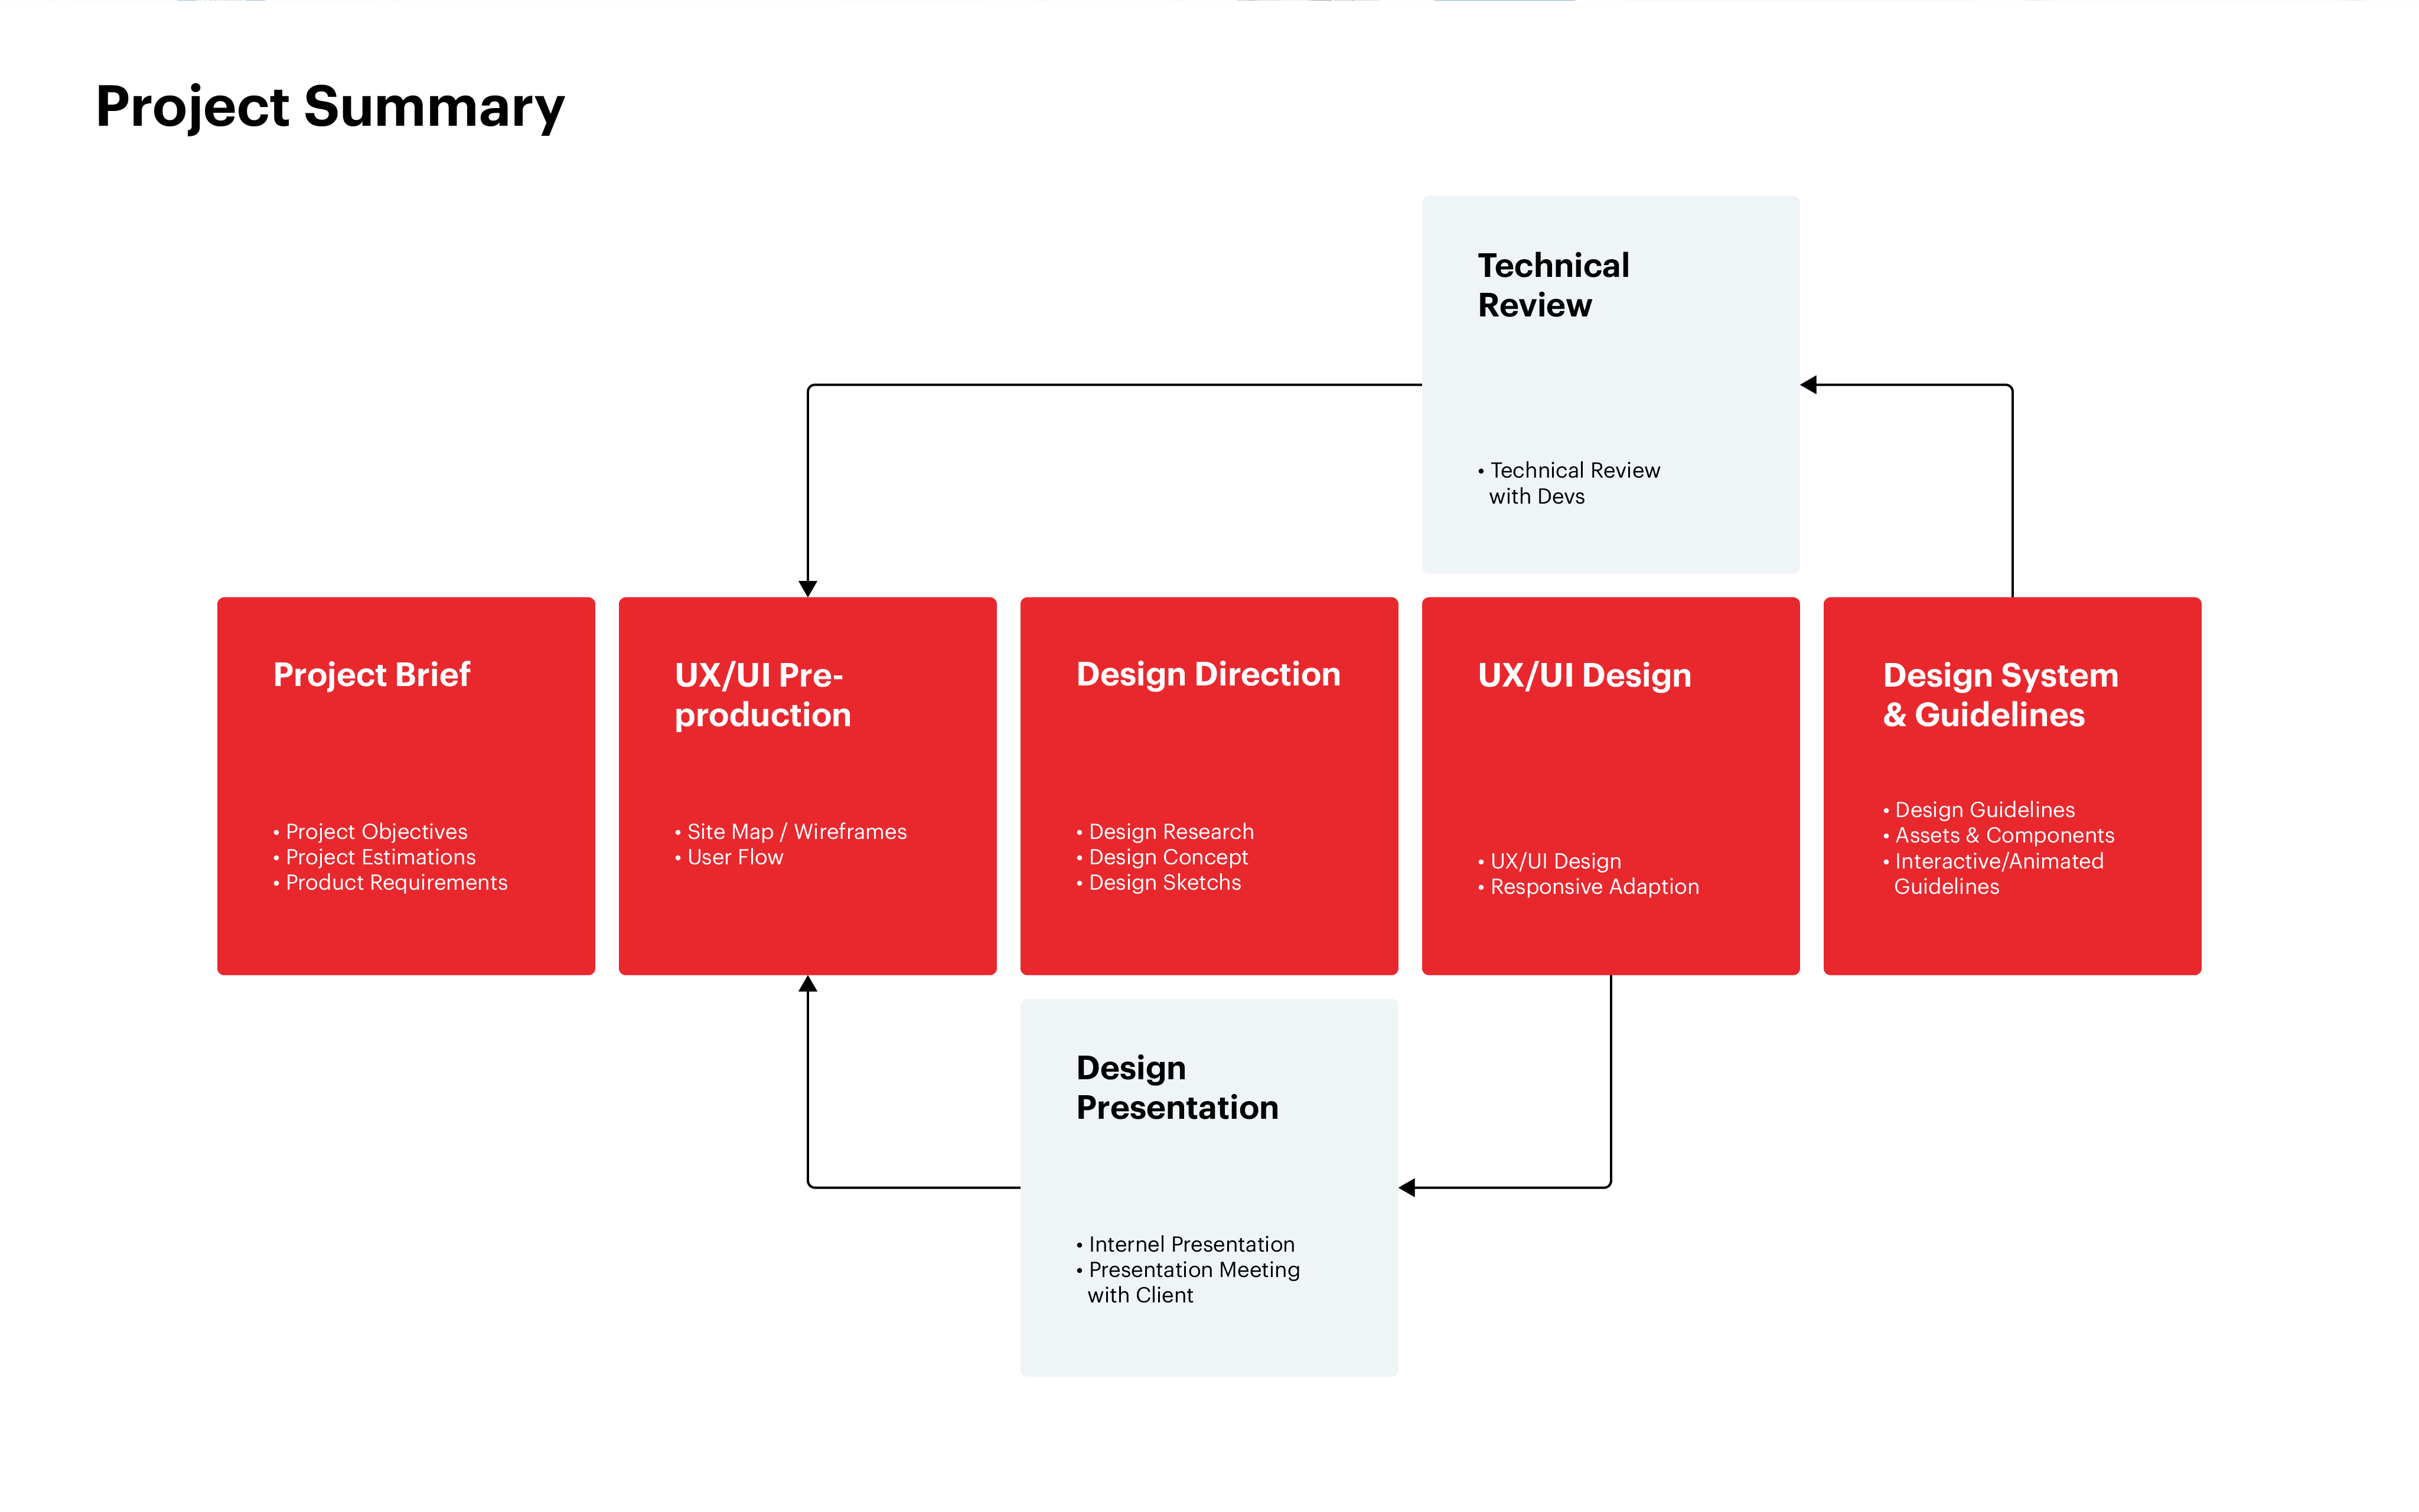 Project Summary
Technical
Review
• Technical Review
with Devs
Project Brief
• Project Objectives
• Project Estimations
• Product Requirements
UX/UI Pre-
production
• Site Map / Wireframes
• User Flow
Design Direction
• Design Research
• Design Concept
• Design Sketchs
UX/UI Design
• UX/UI Design
• Responsive Adaption
Design System
& Guidelines
• Design Guidelines
• Assets & Components
• Interactive/Animated
Guidelines
Design
Presentation
• Internel Presentation
• Presentation Meeting
with Client